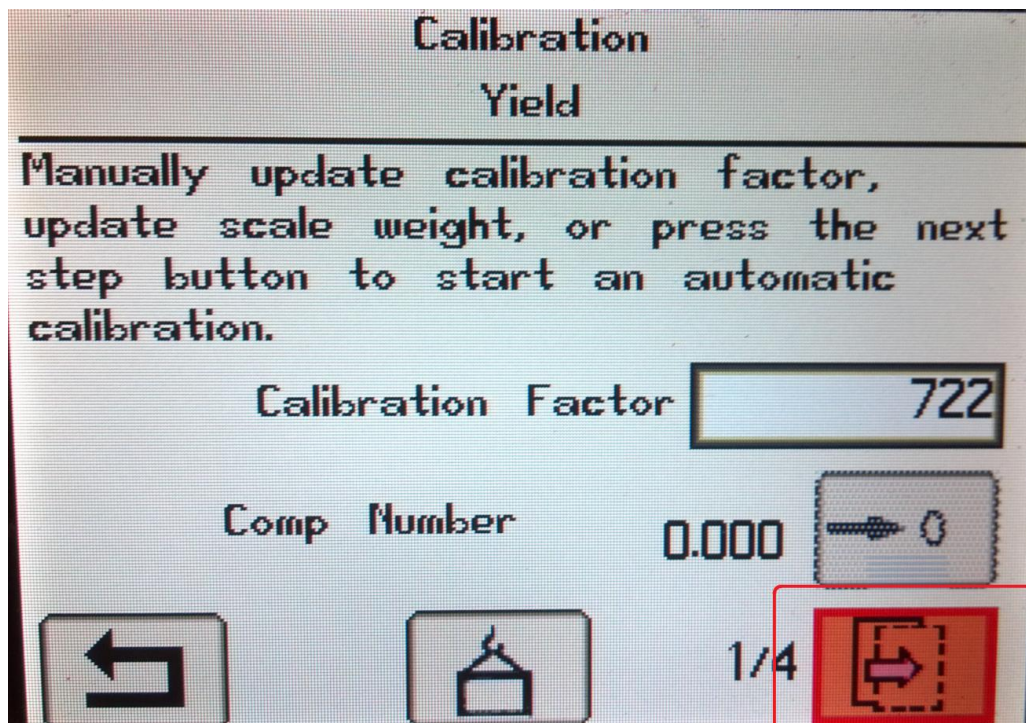 Calibration
Yield
Manually update calibration factor,
update scale weight, or press the next
step button to start an automatic
calibration.
Calibration Factor 722
Comp Number 0.000
1/4